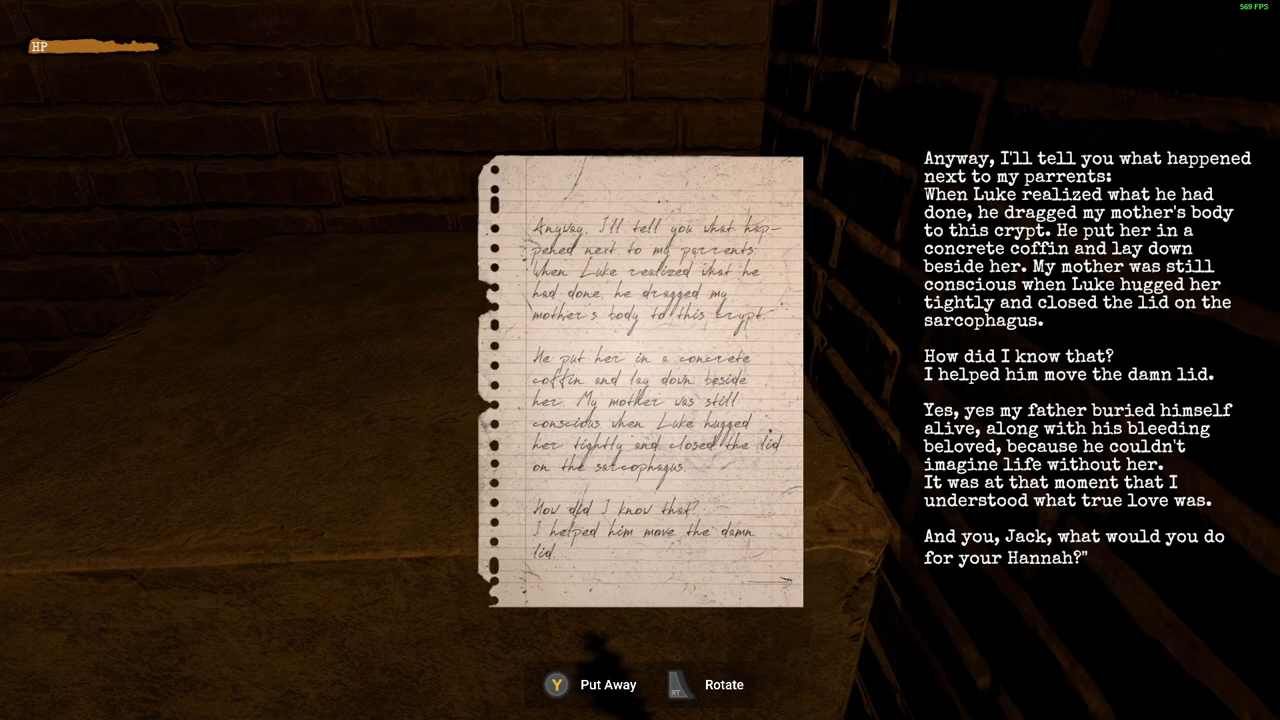 569 FPS
HP
Anyway, I'll tell you what hap-
pened next to my parrents:
When Luke realized what he
had done, he dragged my
mother's body to this crypt.
He put her in a concrete
coffin and lay down beside
her. My mother was still
conscious when Luke hugged
her tightly and closed the lid
on the sarcophagus.
How did I know that?
I helped him move the damn
lid.
Anyway, I'll tell you what happened
next to my parrents:
When Luke realized what he had
done, he dragged my mother's body
to this crypt. He put her in a
concrete coffin and lay down
beside her. My mother was still
conscious when Luke hugged her
tightly and closed the lid on the
sarcophagus.
How did I know that?
I helped him move the damn lid.
Yes, yes my father buried himself
alive, along with his bleeding
beloved, because he couldn't
imagine life without her.
It was at that moment that I
understood what true love was.
And you, Jack, what would you do
for your Hannah?"
Y Put Away RT Rotate